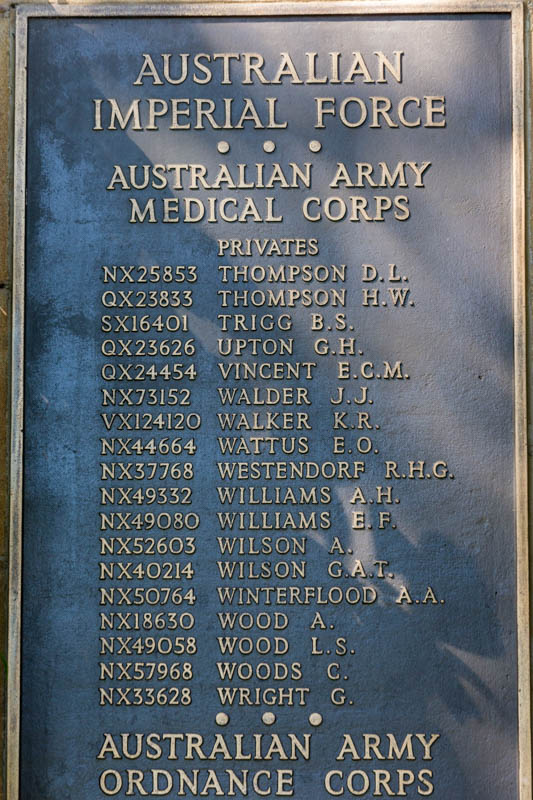 AUSTRALIAN
IMPERIAL FORCE
AUSTRALIAN ARMY
MEDICAL CORPS
PRIVATES
NX25853 THOMPSON D.L.
QX23833 THOMPSON H.W.
SX16401 TRIGG B.S.
QX23626 UPTON G.H.
QX24454 VINCENT E.C.M.
NX73152 WALDER J.J.
VX124120 WALKER K.R.
NX44664 WATTUS E.O.
NX37768 WESTENDORF R.H.G.
NX49332 WILLIAMS A.H.
NX49080 WILLIAMS E.F.
NX52603 WILSON A.
NX40214 WILSON G.A.T.
NX50764 WINTERFLOOD A.A.
NX18630 WOOD A.
NX49058 WOOD L.S.
NX57968 WOODS C.
NX33628 WRIGHT G.
AUSTRALIAN ARMY
ORDNANCE CORPS